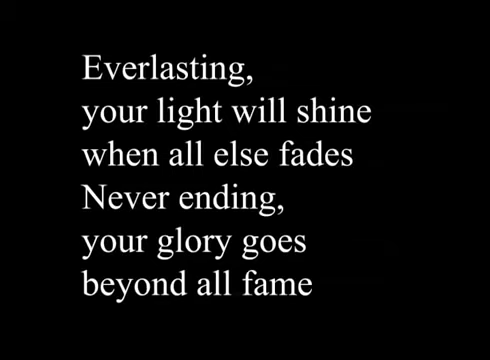 Everlasting,
your light will shine
when all else fades
Never ending,
your glory goes
beyond all fame